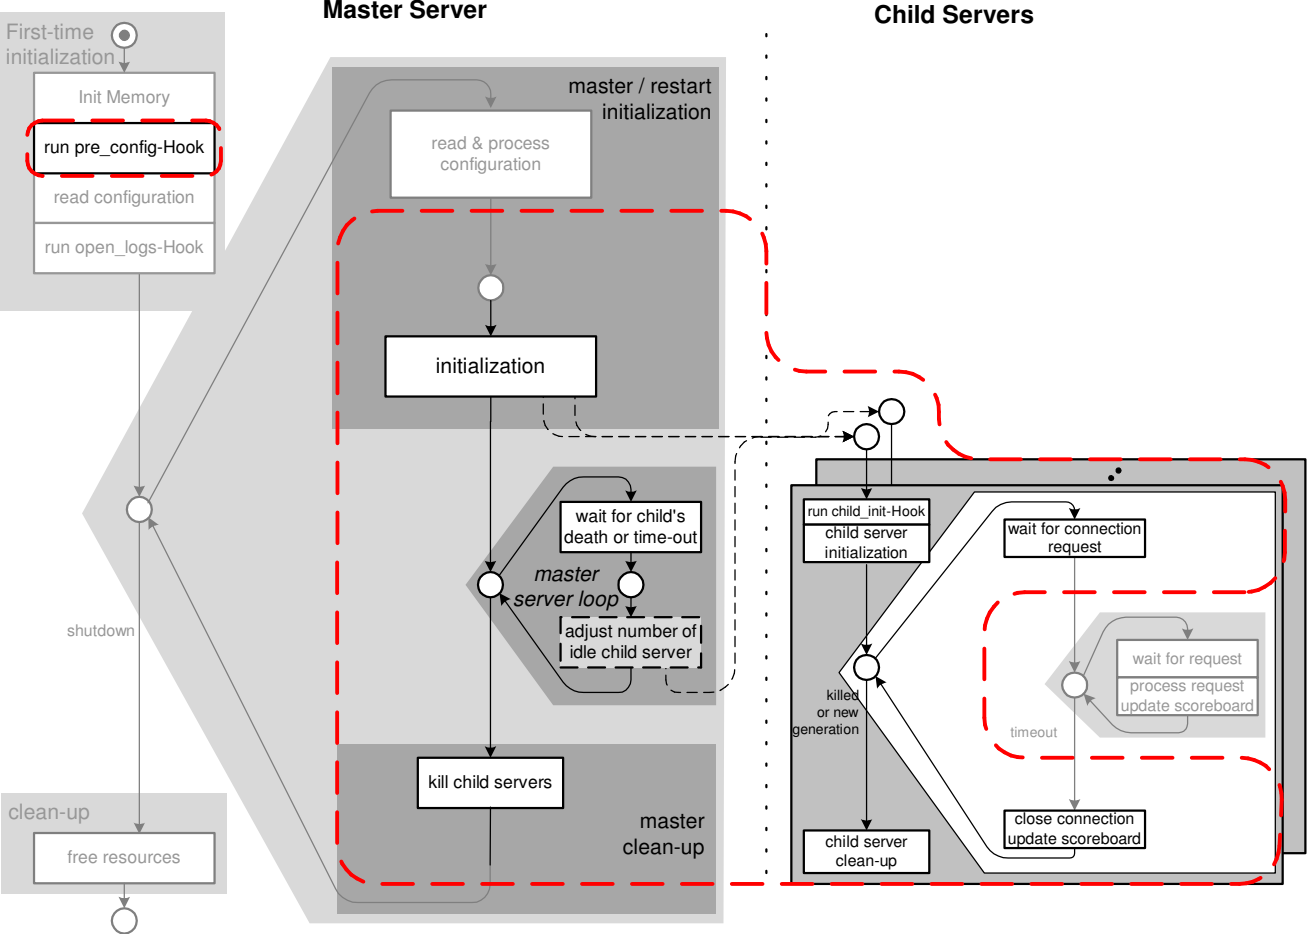 Master Server
Child Servers
First-time
initialization
Init Memory
run pre_config-Hook
read configuration
run open_logs-Hook
master / restart
initialization
read & process
configuration
initialization
wait for child's
death or time-out
master
server loop
adjust number of
idle child server
shutdown
kill child servers
master
clean-up
clean-up
free resources
run child_init-Hook
child server
initialization
wait for connection
request
wait for request
process request
update scoreboard
killed
or new
generation
timeout
close connection
update scoreboard
child server
clean-up